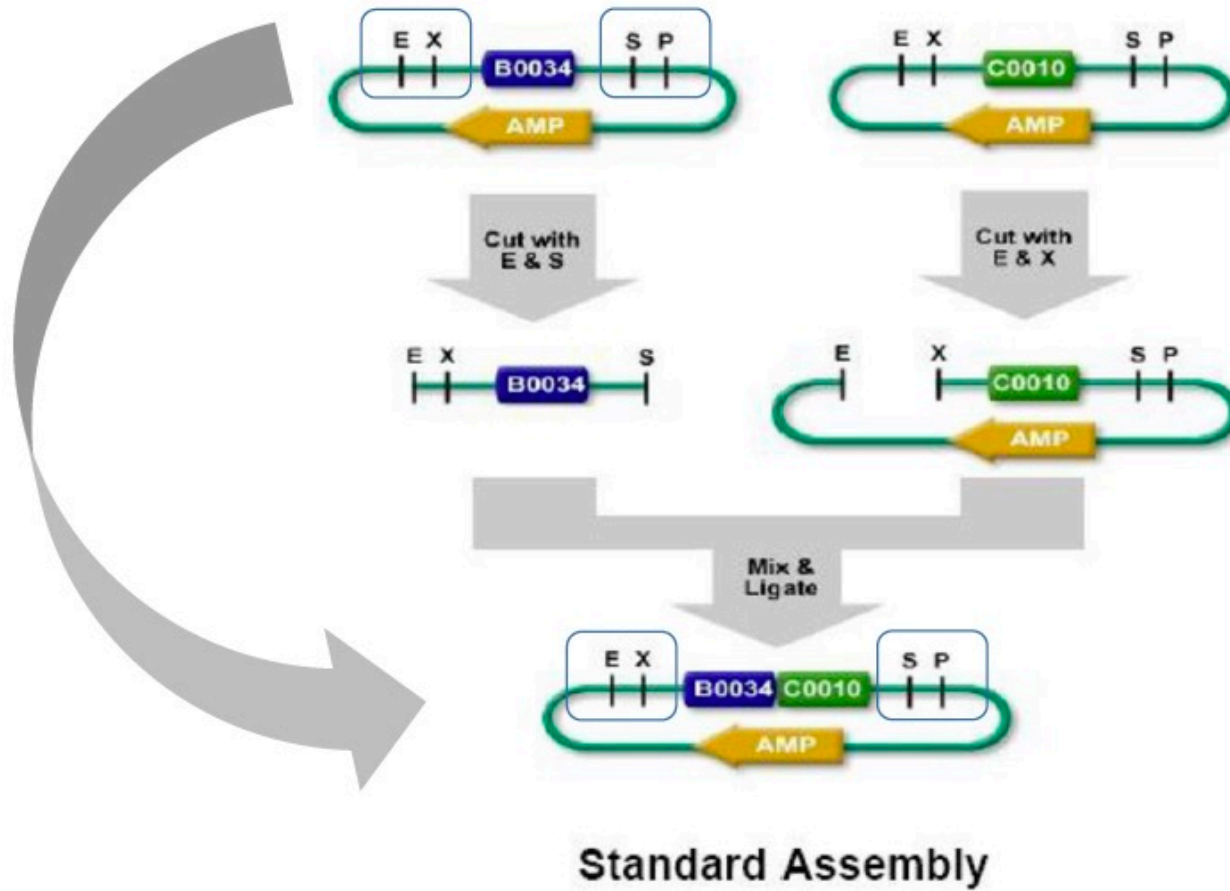 E X S P
B0034
AMP
E X S P
C0010
AMP
Cut with
E & S
Cut with
E & X
E X S
B0034
E X S P
C0010
AMP
Mix &
Ligate
E X S P
B0034 C0010
AMP
Standard Assembly